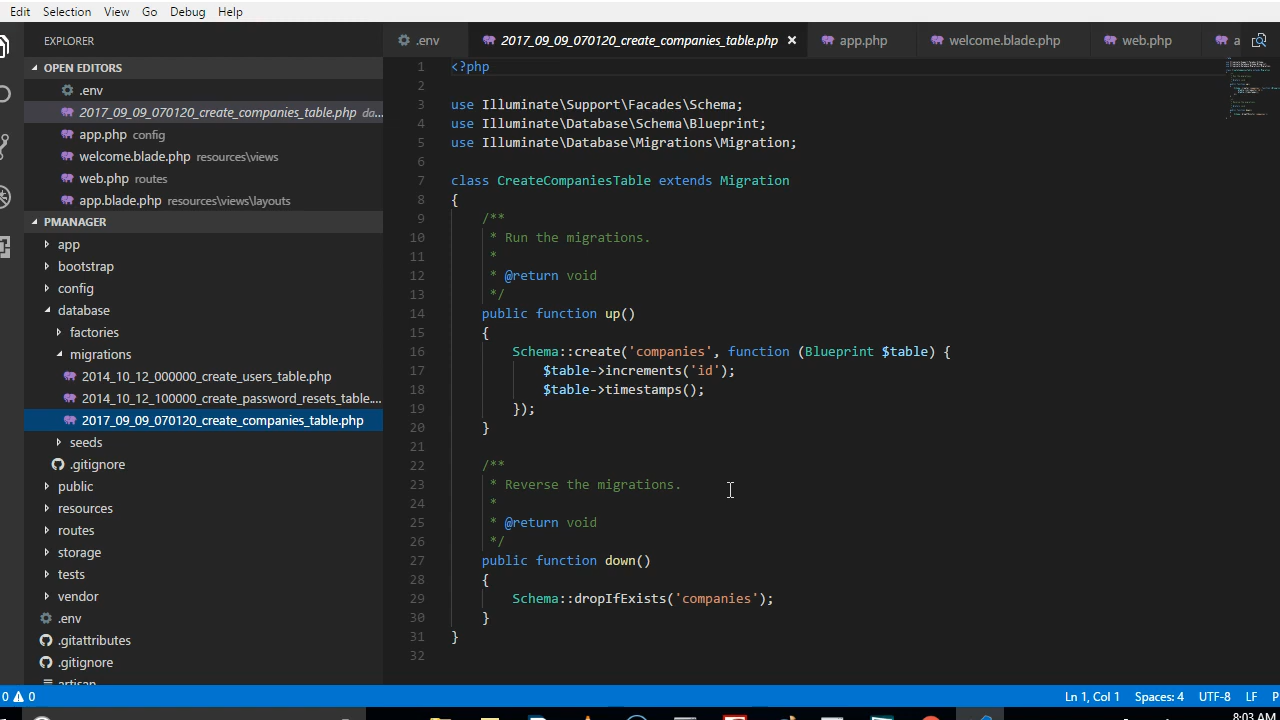 Edit Selection View Go Debug Help
EXPLORER
OPEN EDITORS
.env
2017_09_09_070120_create_companies_table.php da...
app.php config
welcome.blade.php resources\views
web.php routes
app.blade.php resources\views\layouts
PMANAGER
app
bootstrap
config
database
factories
migrations
2014_10_12_000000_create_users_table.php
2014_10_12_100000_create_password_resets_table....
2017_09_09_070120_create_companies_table.php
seeds
.gitignore
public
resources
routes
storage
tests
vendor
.env
.gitattributes
.gitignore
artisan
.env 2017_09_09_070120_create_companies_table.php × app.php welcome.blade.php web.php a
1 <?php
2
3 use Illuminate\Support\Facades\Schema;
4 use Illuminate\Database\Schema\Blueprint;
5 use Illuminate\Database\Migrations\Migration;
6
7 class CreateCompaniesTable extends Migration
8 {
9 /**
10 * Run the migrations.
11 *
12 * @return void
13 */
14 public function up()
15 {
16 Schema::create('companies', function (Blueprint $table) {
17 $table->increments('id');
18 $table->timestamps();
19 });
20 }
21
22 /**
23 * Reverse the migrations.
24 *
25 * @return void
26 */
27 public function down()
28 {
29 Schema::dropIfExists('companies');
30 }
31 }
32
0 0 Ln 1, Col 1 Spaces: 4 UTF-8 LF P
8:03 AM